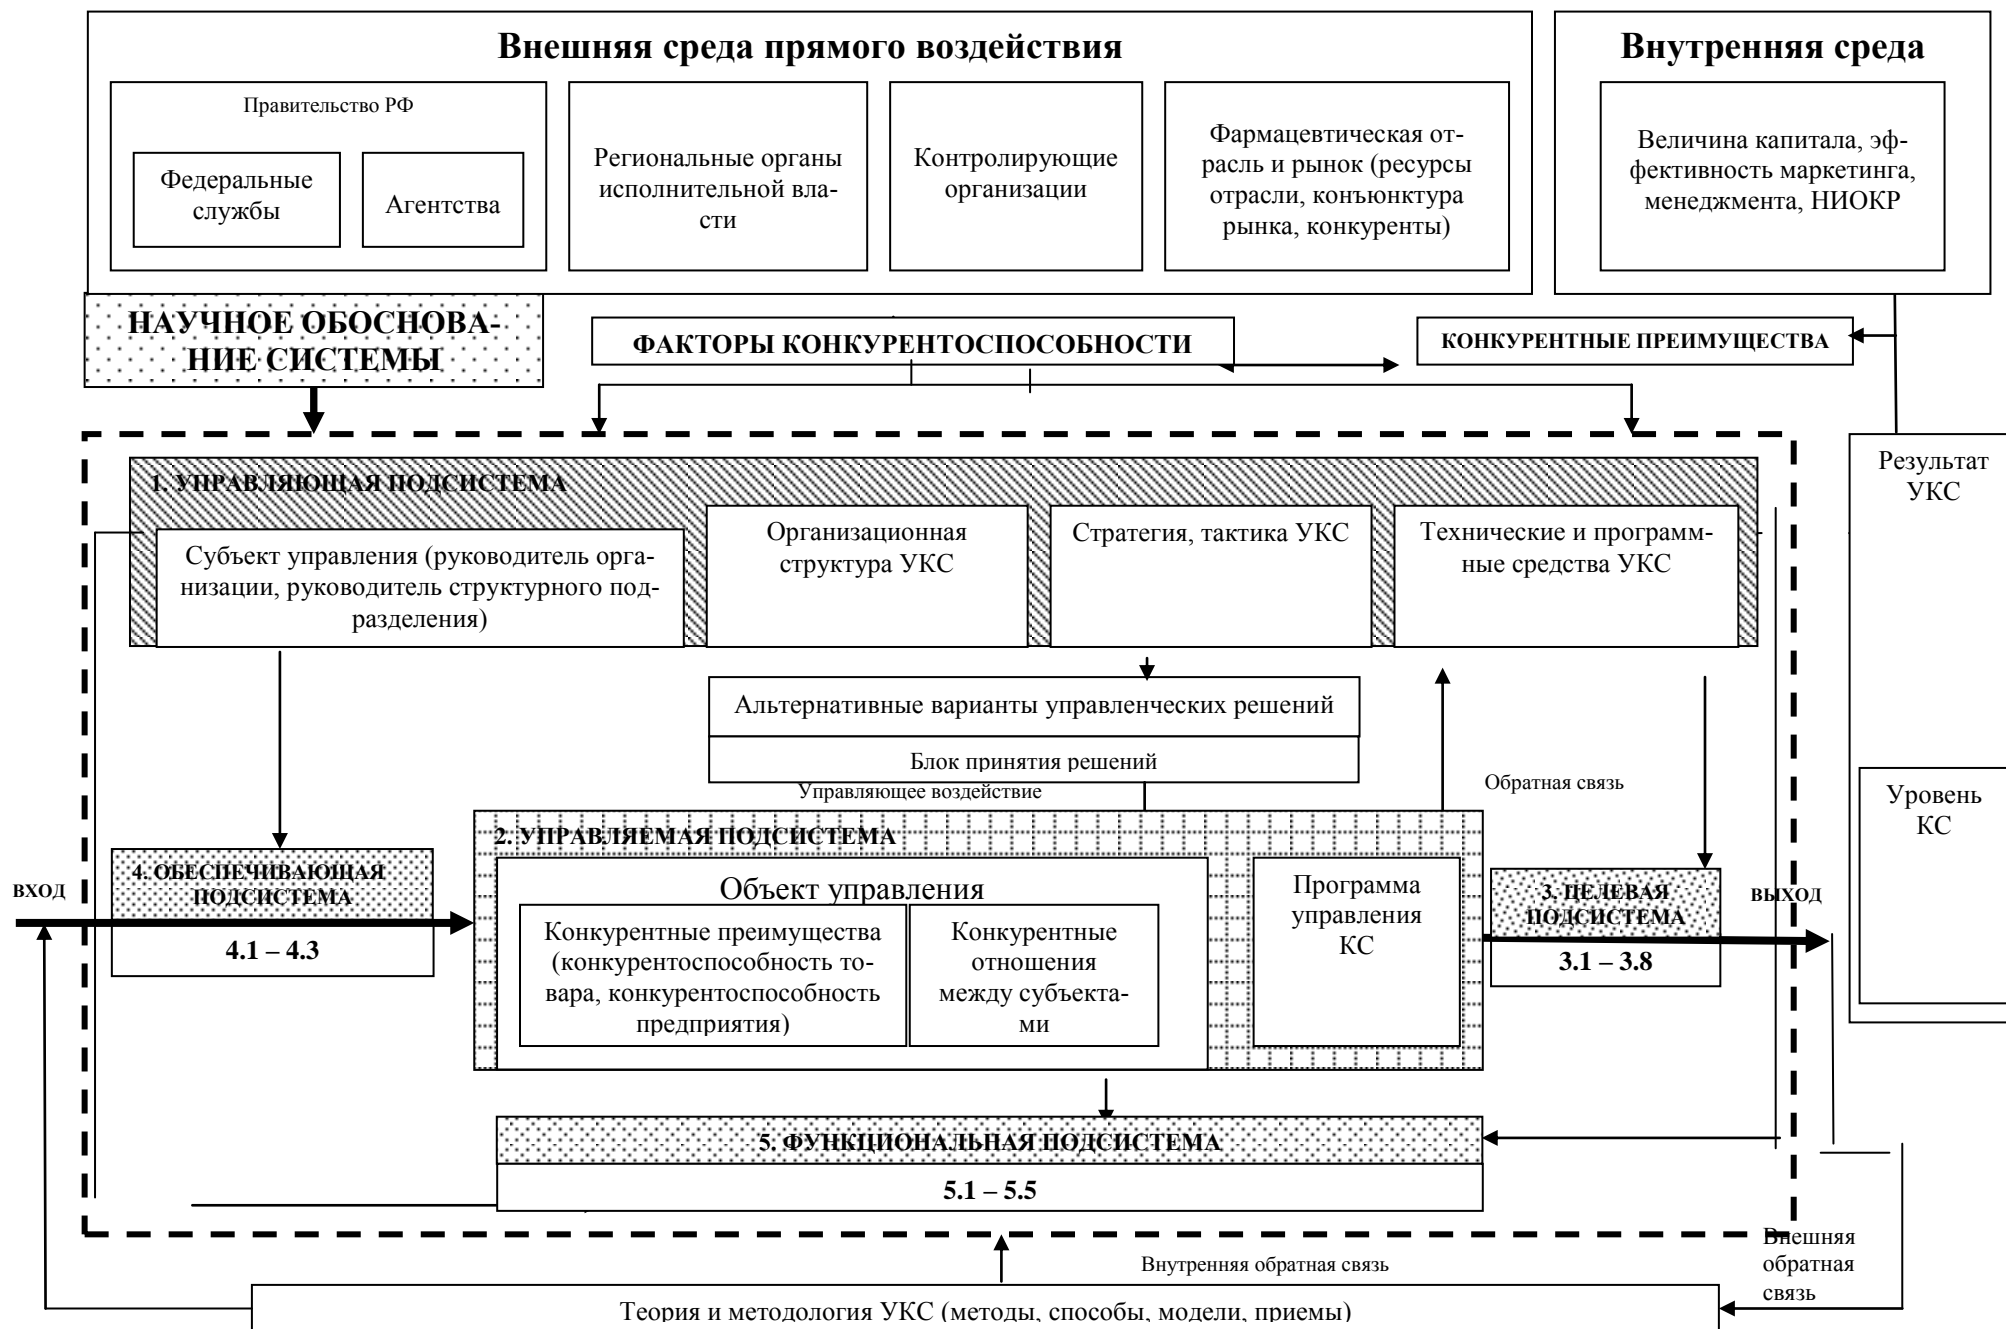 Внешняя среда прямого воздействия
Правительство РФ
Федеральные
службы
Агентства
Региональные органы
исполнительной вла-
сти
Контролирующие
организации
Фармацевтическая от-
расль и рынок (ресурсы
отрасли, конъюнктура
рынка, конкуренты)
Внутренняя среда
Величина капитала, эф-
фективность маркетинга,
менеджмента, НИОКР
НАУЧНОЕ ОБОСНОВА-
НИЕ СИСТЕМЫ
ФАКТОРЫ КОНКУРЕНТОСПОСОБНОСТИ
КОНКУРЕНТНЫЕ ПРЕИМУЩЕСТВА
1. УПРАВЛЯЮЩАЯ ПОДСИСТЕМА
Субъект управления (руководитель орга-
низации, руководитель структурного под-
разделения)
Организационная
структура УКС
Стратегия, тактика УКС
Технические и программ-
ные средства УКС
Результат
УКС
Уровень
КС
Альтернативные варианты управленческих решений
Блок принятия решений
Управляющее воздействие
Обратная связь
2. УПРАВЛЯЕМАЯ ПОДСИСТЕМА
Объект управления
Конкурентные преимущества
(конкурентоспособность то-
вара, конкурентоспособность
предприятия)
Конкурентные
отношения
между субъекта-
ми
Программа
управления
КС
ВХОД
4. ОБЕСПЕЧИВАЮЩАЯ
ПОДСИСТЕМА
4.1 – 4.3
3. ЦЕЛЕВАЯ
ПОДСИСТЕМА
3.1 – 3.8
ВЫХОД
5. ФУНКЦИОНАЛЬНАЯ ПОДСИСТЕМА
5.1 – 5.5
Внутренняя обратная связь
Внешняя
обратная
связь
Теория и методология УКС (методы, способы, модели, приемы)